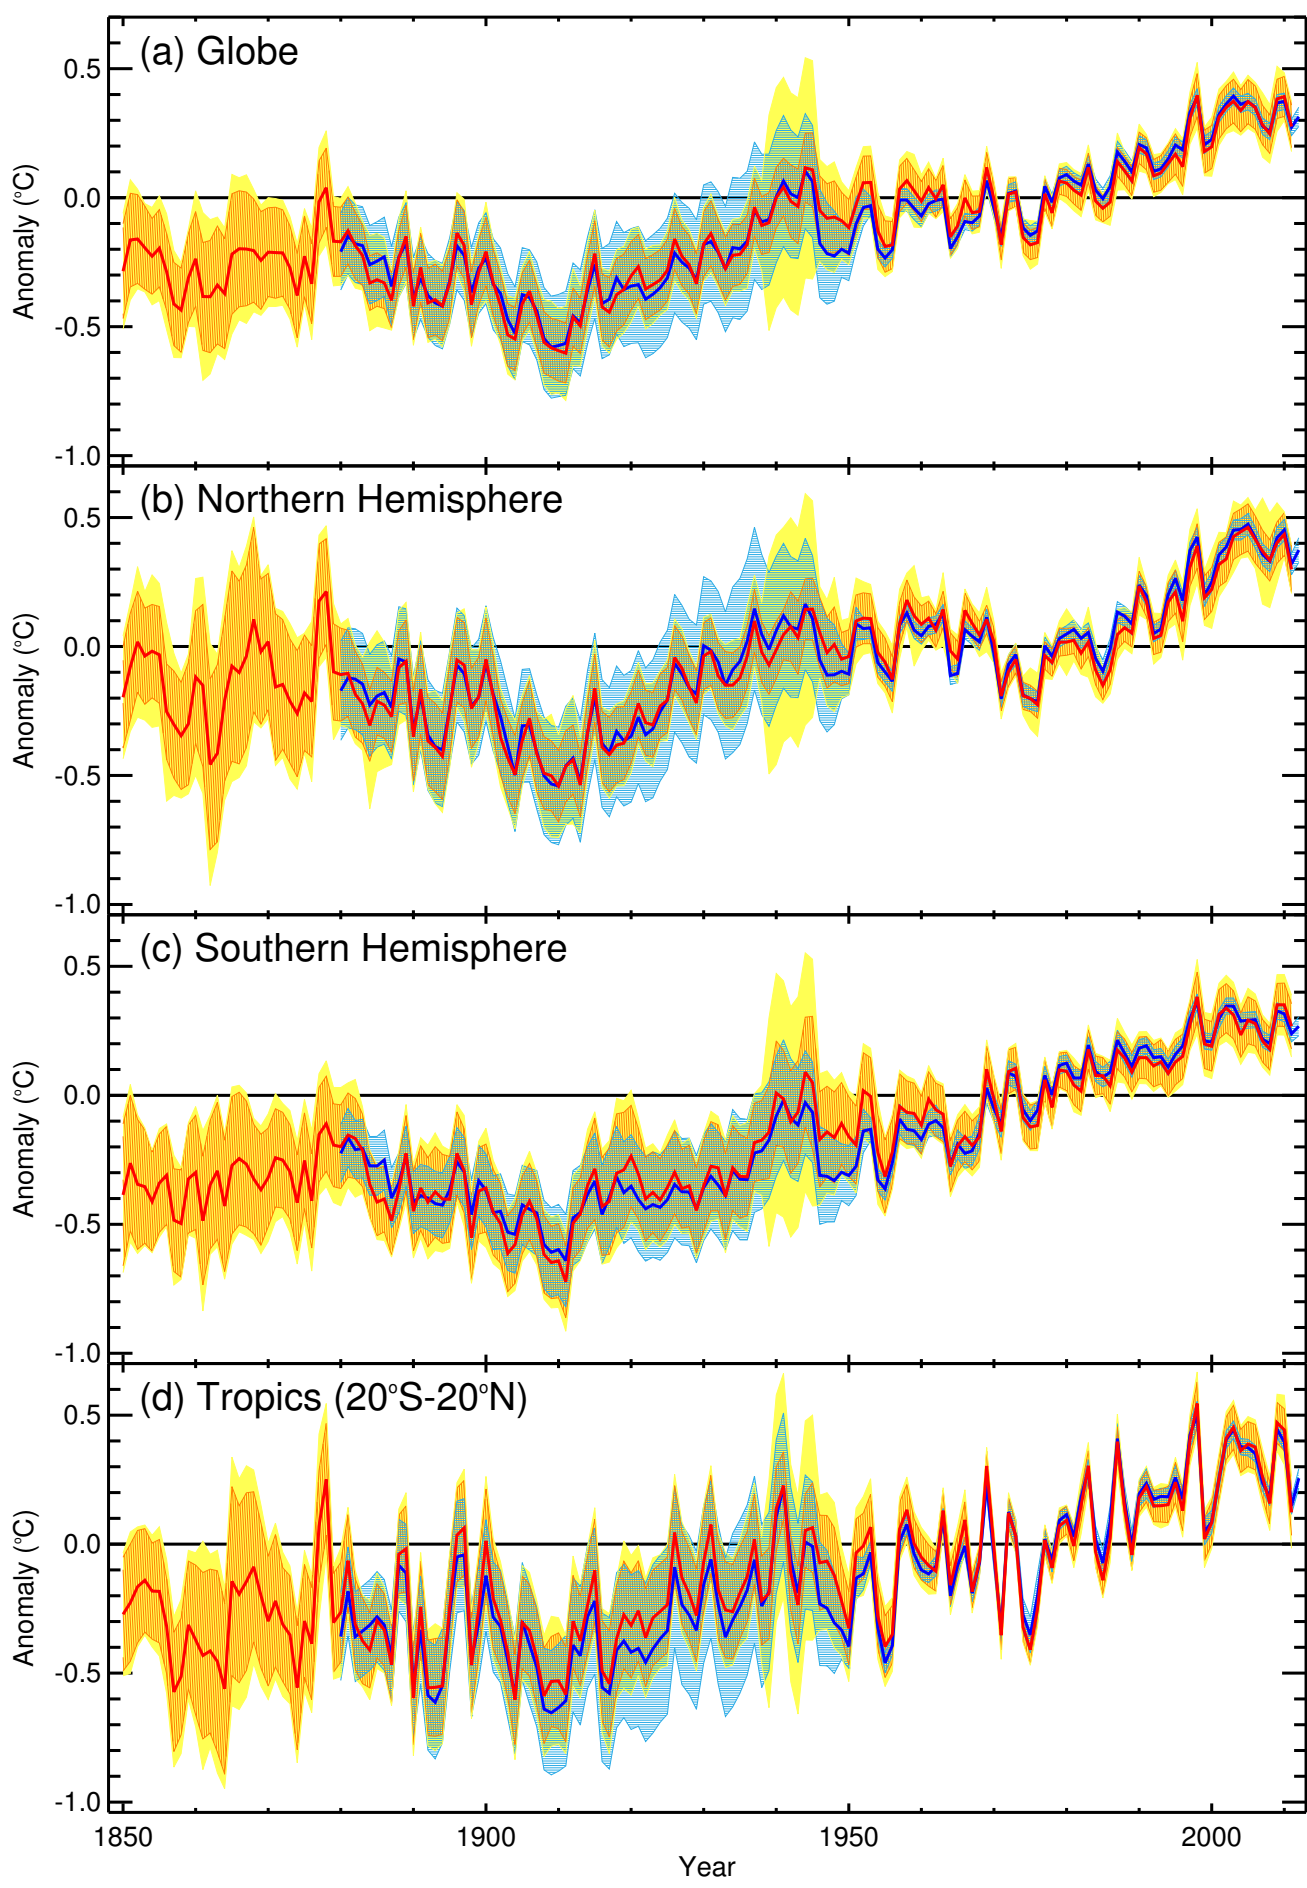 (a) Globe
0.5
0.0
-0.5
-1.0
Anomaly (°C)
(b) Northern Hemisphere
0.5
0.0
-0.5
-1.0
Anomaly (°C)
(c) Southern Hemisphere
0.5
0.0
-0.5
-1.0
Anomaly (°C)
(d) Tropics (20°S-20°N)
0.5
0.0
-0.5
-1.0
Anomaly (°C)
1850 1900 1950 2000
Year